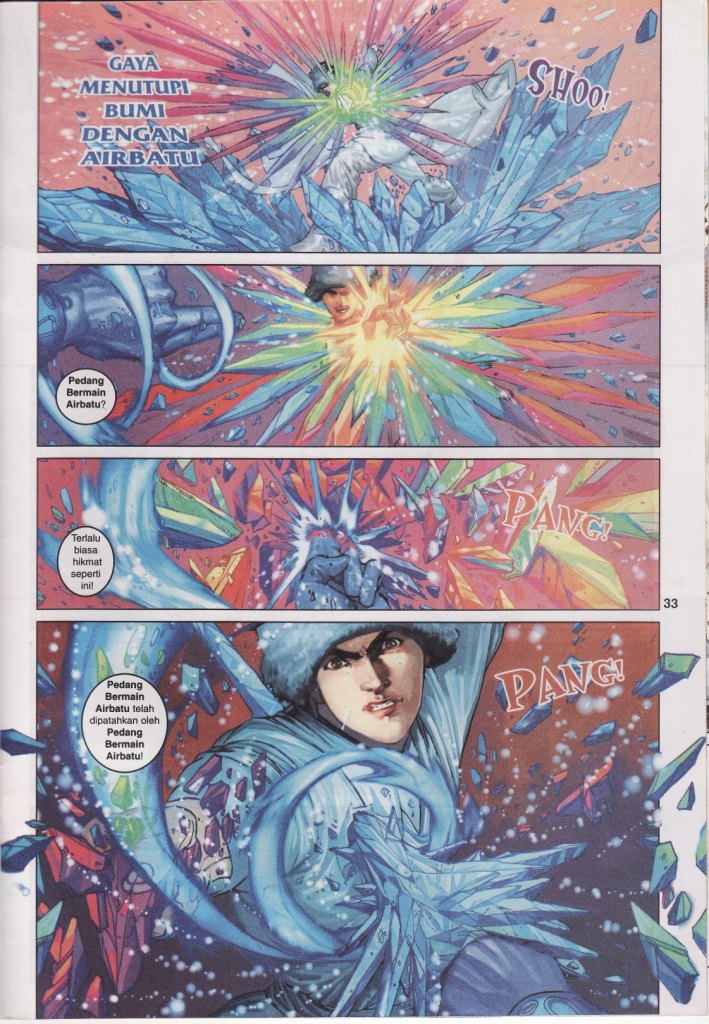 GAYA
MENUTUPI
BUMI
DENGAN
AIRBATU
SHOO!
Pedang
Bermain
Airbatu?
Terlalu
biasa
hikmat
seperti
ini!
PANG!
33
Pedang
Bermain
Airbatu telah
dipatahkan oleh
Pedang
Bermain
Airbatu!
PANG!